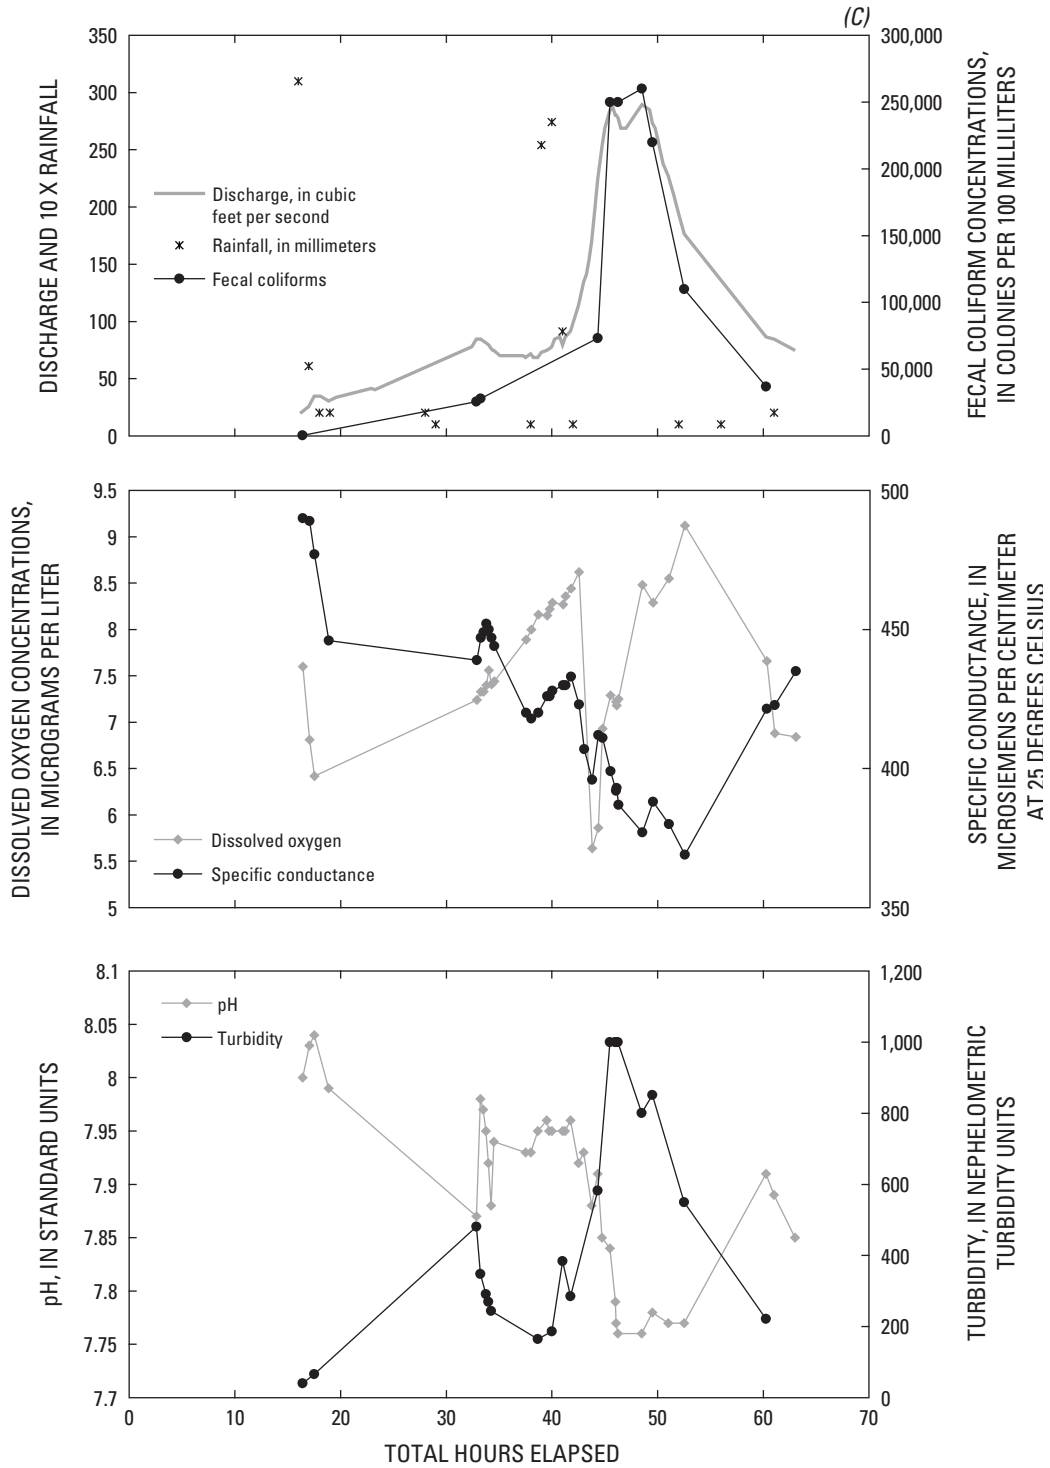 (C)
DISCHARGE AND 10 X RAINFALL
350
300
250
200
150
100
50
0
Discharge, in cubic
feet per second
Rainfall, in millimeters
Fecal coliforms
300,000
250,000
200,000
150,000
100,000
50,000
0
FECAL COLIFORM CONCENTRATIONS,
IN COLONIES PER 100 MILLILITERS
DISSOLVED OXYGEN CONCENTRATIONS,
IN MICROGRAMS PER LITER
9.5
9
8.5
8
7.5
7
6.5
6
5.5
5
Dissolved oxygen
Specific conductance
500
450
400
350
SPECIFIC CONDUCTANCE, IN
MICROSIEMENS PER CENTIMETER
AT 25 DEGREES CELSIUS
pH, IN STANDARD UNITS
8.1
8.05
8
7.95
7.9
7.85
7.8
7.75
7.7
pH
Turbidity
1,200
1,000
800
600
400
200
0
TURBIDITY, IN NEPHELOMETRIC
TURBIDITY UNITS
0 10 20 30 40 50 60 70
TOTAL HOURS ELAPSED